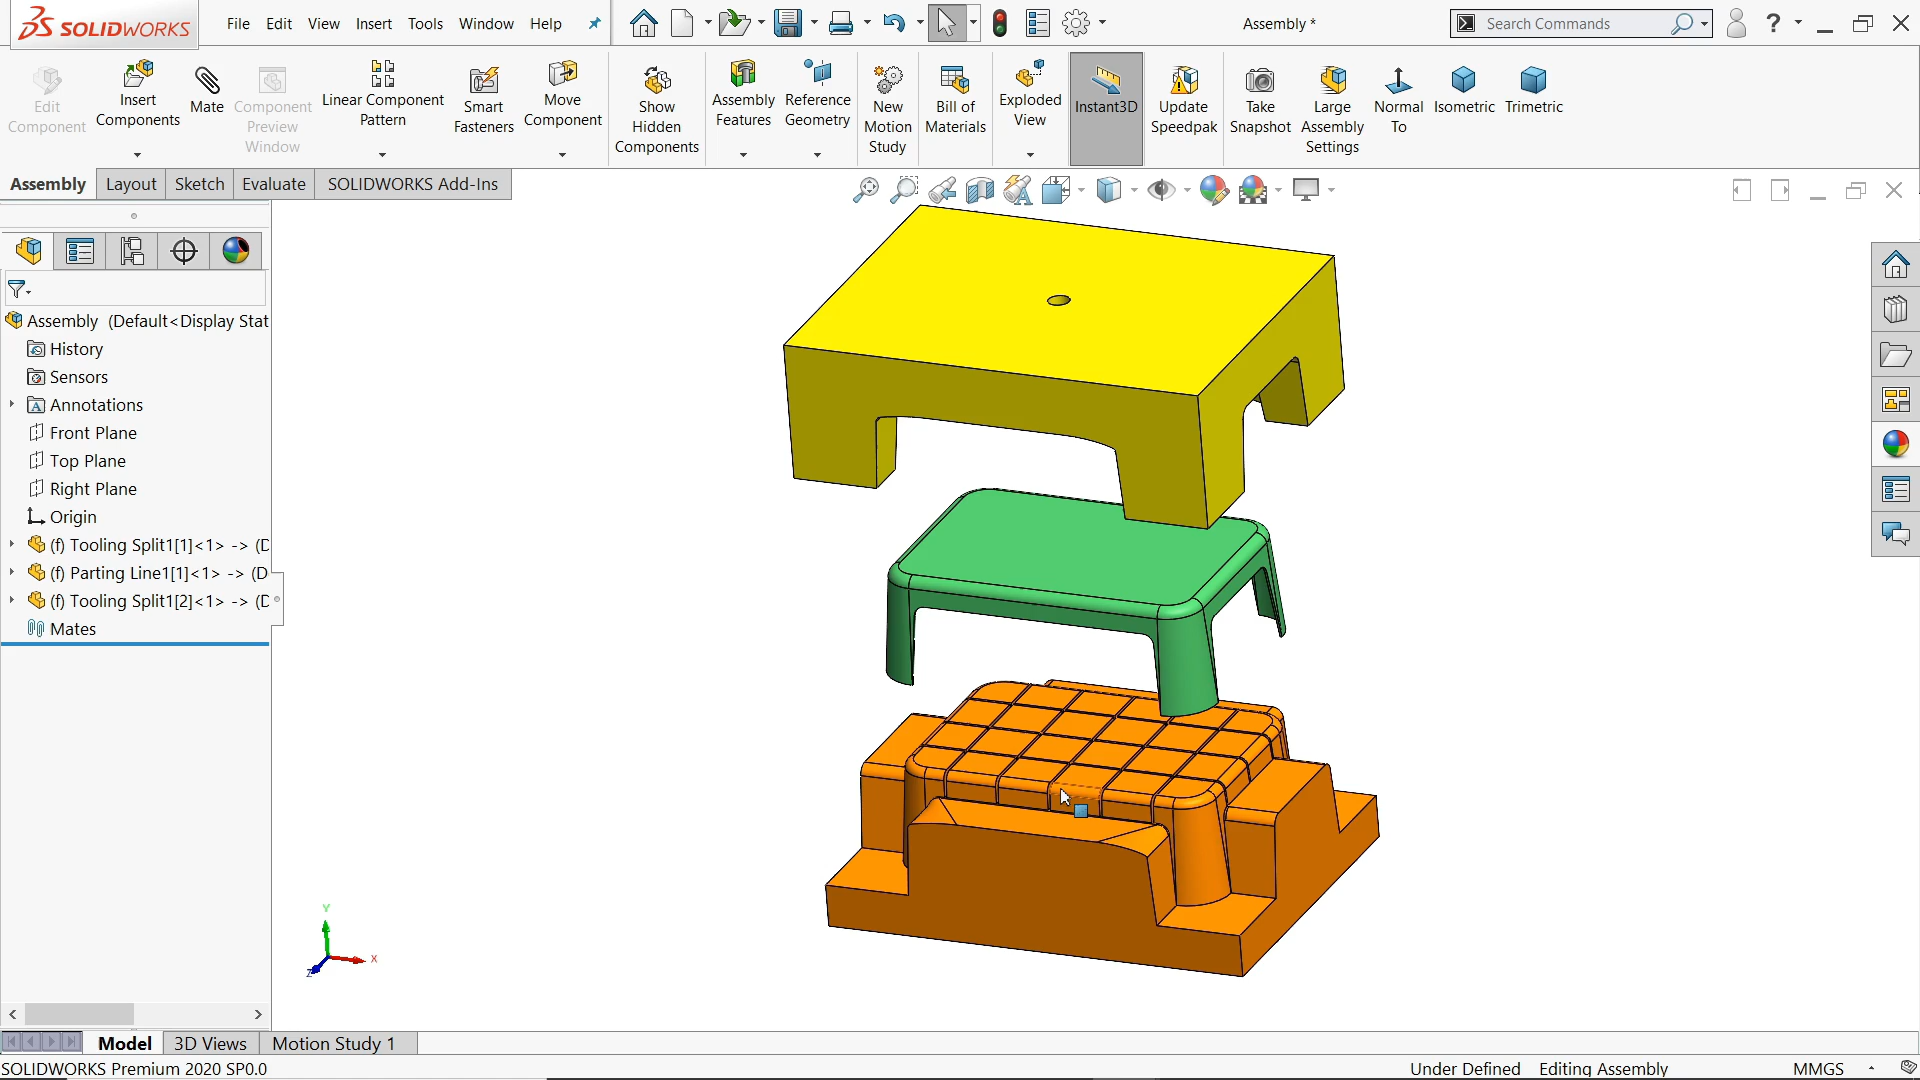 SOLIDWORKS File Edit View Insert Tools Window Help Assembly * Search Commands ?
Edit Component
Insert Components
Mate
Component Preview Window
Linear Component Pattern
Smart Fasteners
Move Component
Show Hidden Components
Assembly Features
Reference Geometry
New Motion Study
Bill of Materials
Exploded View
Instant3D
Update Speedpak
Take Snapshot
Large Assembly Settings
Normal To
Isometric
Trimetric
Assembly Layout Sketch Evaluate SOLIDWORKS Add-Ins
Assembly (Default<Display Stat
History
Sensors
Annotations
Front Plane
Top Plane
Right Plane
Origin
(f) Tooling Split1[1]<1> -> (D
(f) Parting Line1[1]<1> -> (D
(f) Tooling Split1[2]<1> -> (D
Mates
Y
X
Z
Model 3D Views Motion Study 1
SOLIDWORKS Premium 2020 SP0.0 Under Defined Editing Assembly MMGS